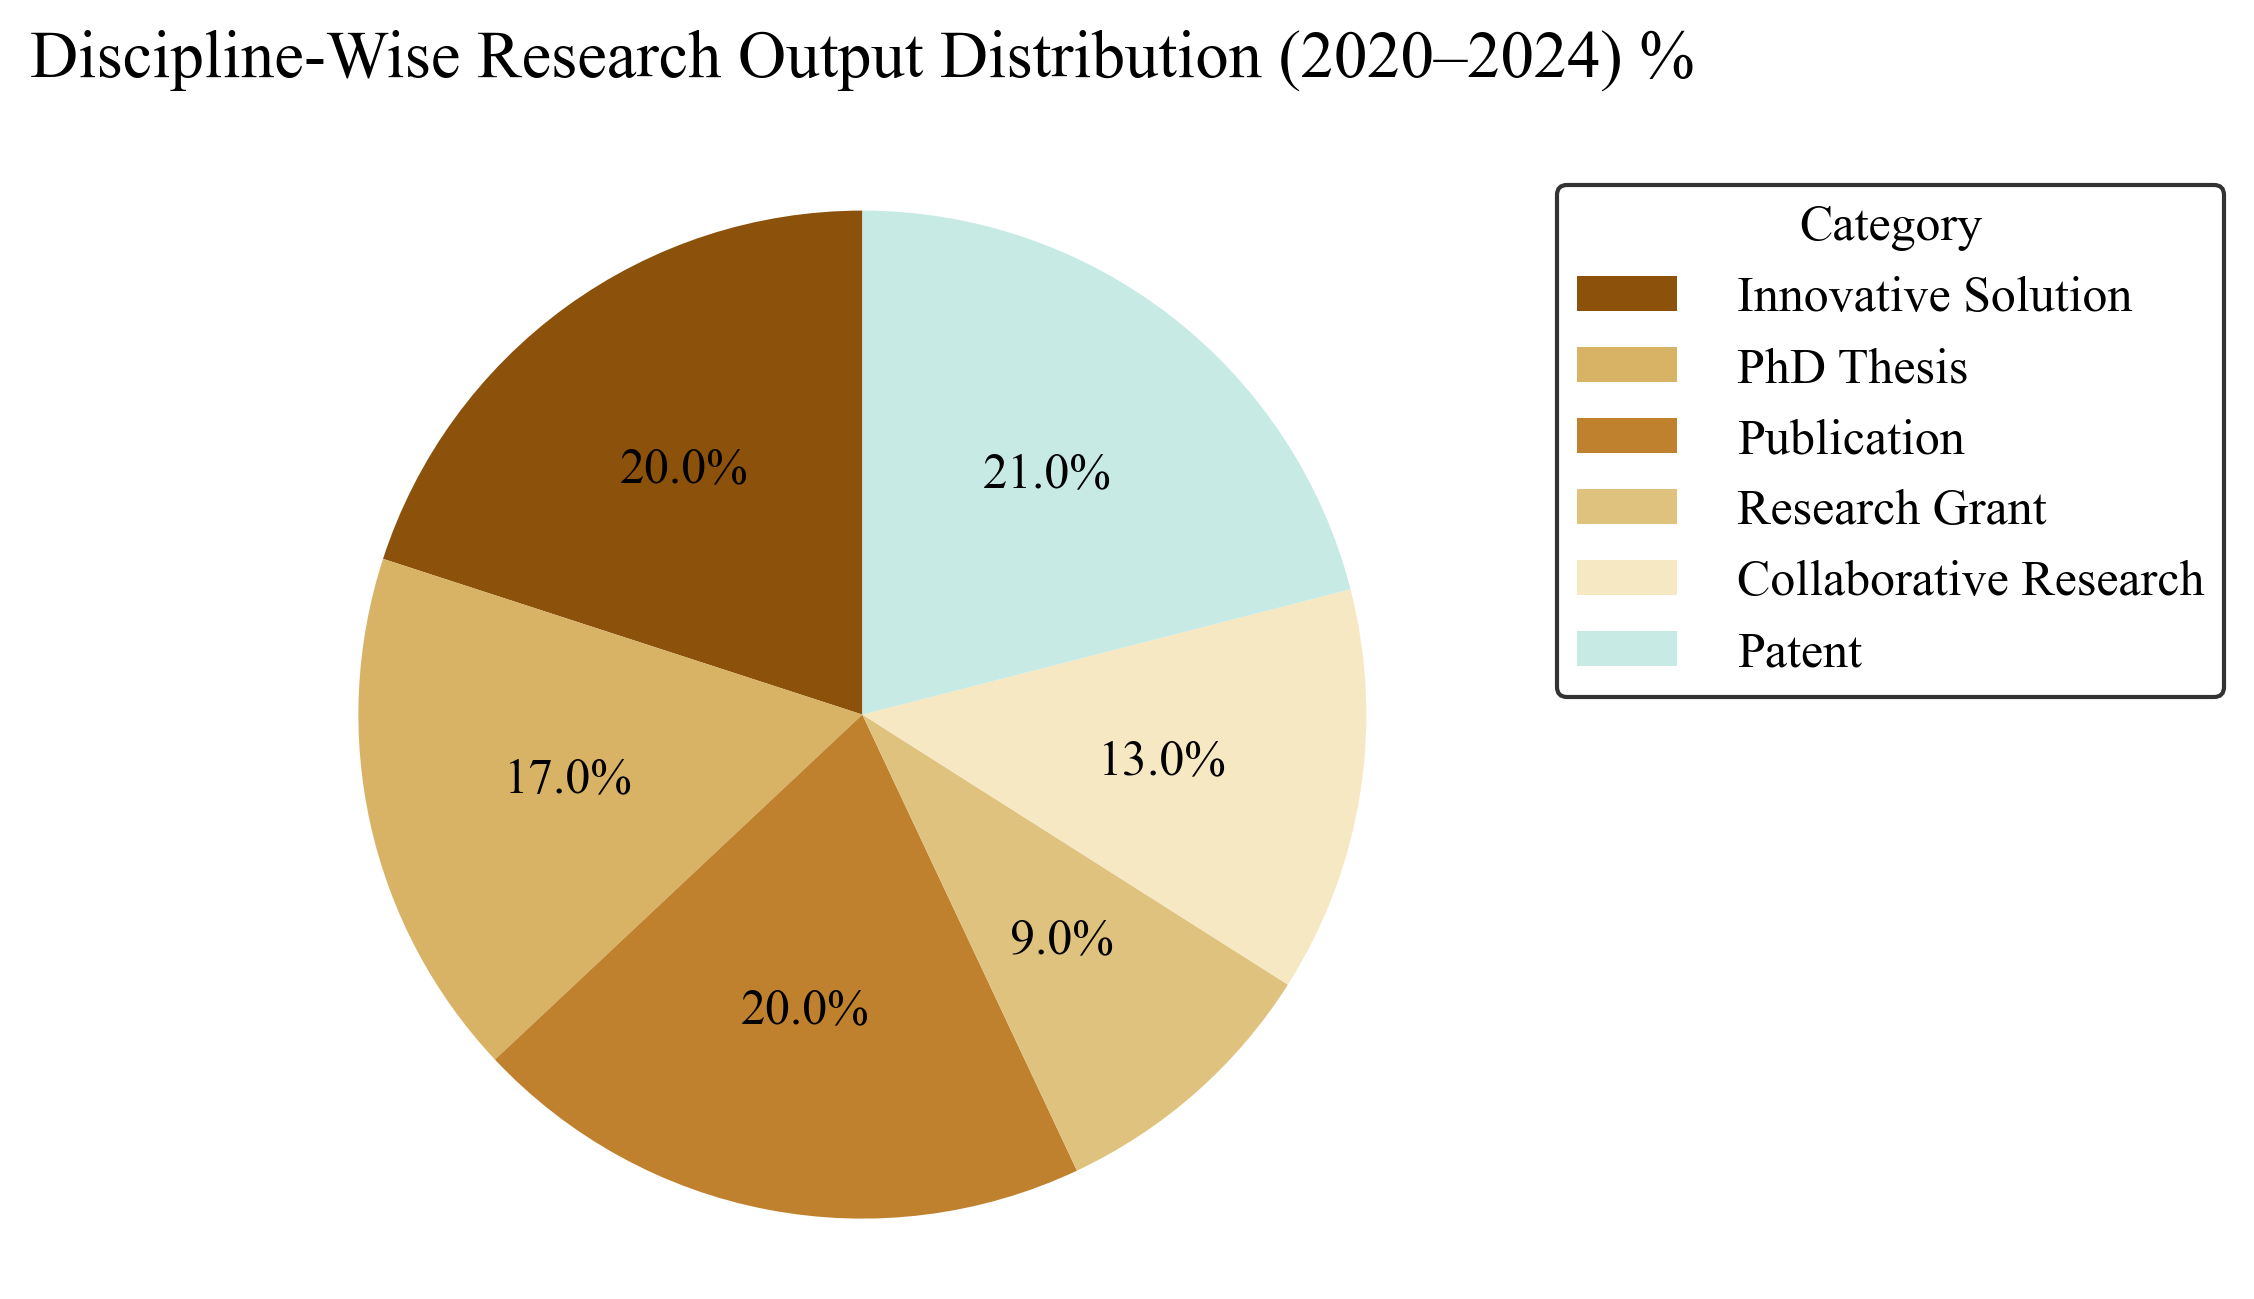 Discipline-Wise Research Output Distribution (2020–2024) %
Category
Innovative Solution
PhD Thesis
Publication
Research Grant
Collaborative Research
Patent
20.0%
21.0%
17.0%
13.0%
9.0%
20.0%